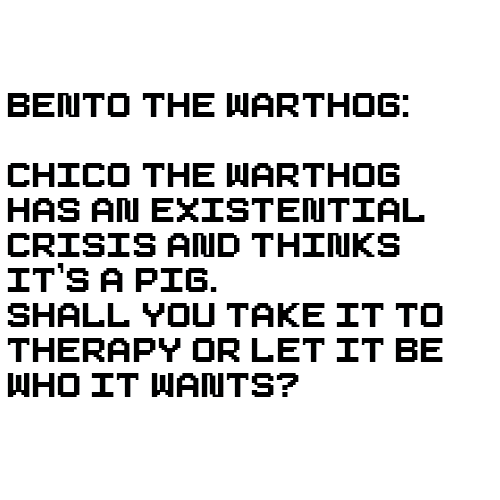 BENTO THE WARTHOG:
CHICO THE WARTHOG
HAS AN EXISTENTIAL
CRISIS AND THINKS
IT'S A PIG.
SHALL YOU TAKE IT TO
THERAPY OR LET IT BE
WHO IT WANTS?